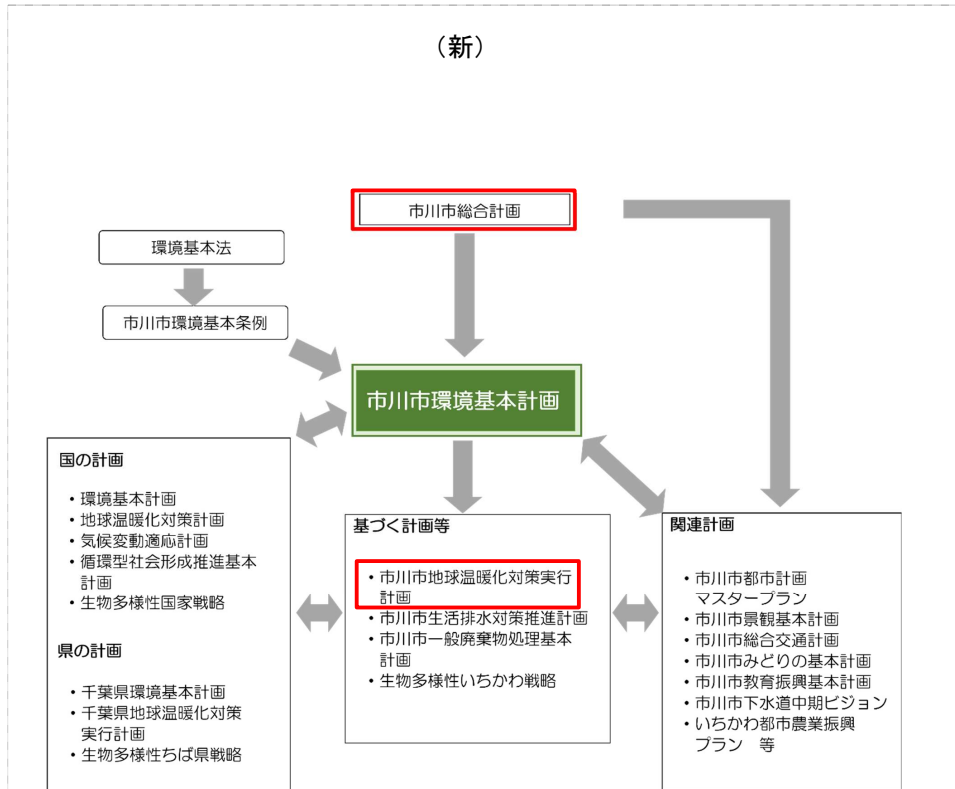 （新）
市川市総合計画
環境基本法
市川市環境基本条例
市川市環境基本計画
国の計画
・環境基本計画
・地球温暖化対策計画
・気候変動適応計画
・循環型社会形成推進基本
計画
・生物多様性国家戦略
県の計画
・千葉県環境基本計画
・千葉県地球温暖化対策
実行計画
・生物多様性ちば県戦略
基づく計画等
・市川市地球温暖化対策実行
計画
・市川市生活排水対策推進計画
・市川市一般廃棄物処理基本
計画
・生物多様性いちかわ戦略
関連計画
・市川市都市計画
マスタープラン
・市川市景観基本計画
・市川市総合交通計画
・市川市みどりの基本計画
・市川市教育振興基本計画
・市川市下水道中期ビジョン
・いちかわ都市農業振興
プラン　等